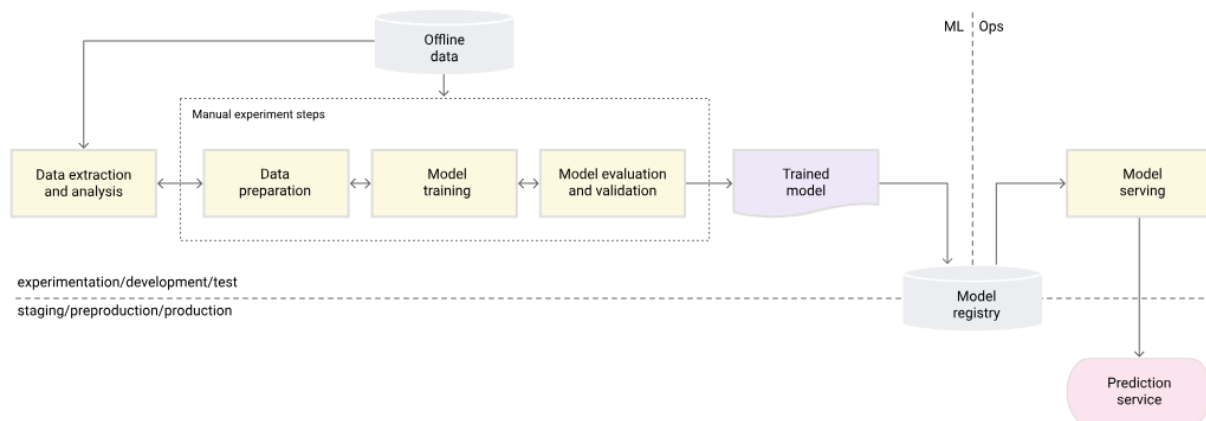 Offline
data
ML
Ops
Manual experiment steps
Data extraction
and analysis
Data
preparation
Model
training
Model evaluation
and validation
Trained
model
Model
serving
experimentation/development/test
staging/preproduction/production
Model
registry
Prediction
service